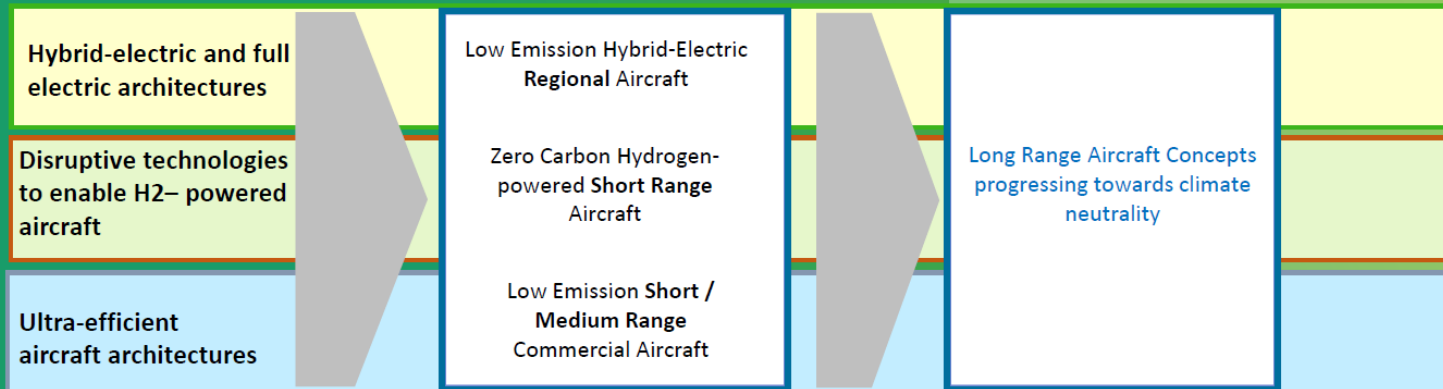 Hybrid-electric and full
electric architectures
Disruptive technologies
to enable H2– powered
aircraft
Ultra-efficient
aircraft architectures
Low Emission Hybrid-Electric
Regional Aircraft
Zero Carbon Hydrogen-
powered Short Range
Aircraft
Low Emission Short /
Medium Range
Commercial Aircraft
Long Range Aircraft Concepts
progressing towards climate
neutrality